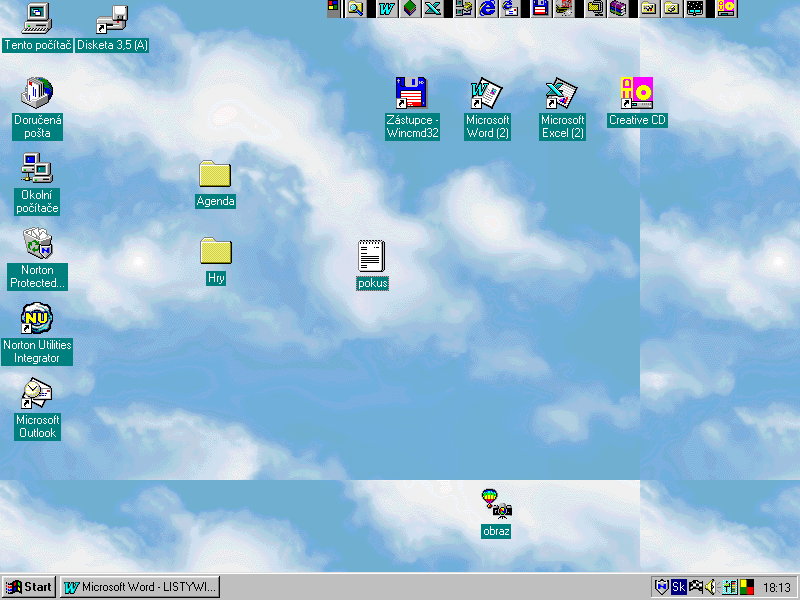 Tento počítač
Disketa 3,5 (A)
Doručená
pošta
Zástupce -
Wincmd32
Microsoft
Word (2)
Microsoft
Excel (2)
Creative CD
Okolní
počítače
Agenda
Norton
Protected...
Hry
pokus
NU
Norton Utilities
Integrator
Microsoft
Outlook
obraz
Start
Microsoft Word - LISTYWI...
Sk
18:13